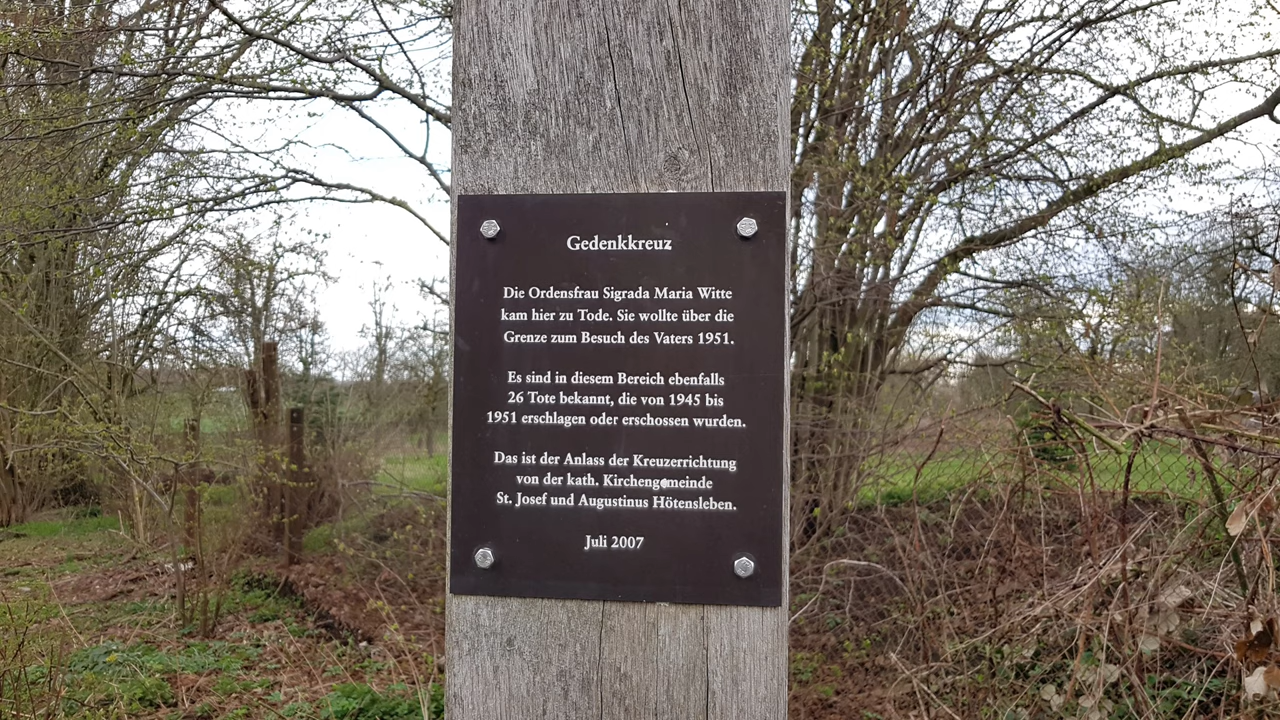 Gedenkkreuz
Die Ordensfrau Sigrada Maria Witte
kam hier zu Tode. Sie wollte über die
Grenze zum Besuch des Vaters 1951.
Es sind in diesem Bereich ebenfalls
26 Tote bekannt, die von 1945 bis
1951 erschlagen oder erschossen wurden.
Das ist der Anlass der Kreuzerrichtung
von der kath. Kirchengemeinde
St. Josef und Augustinus Hötensleben.
Juli 2007